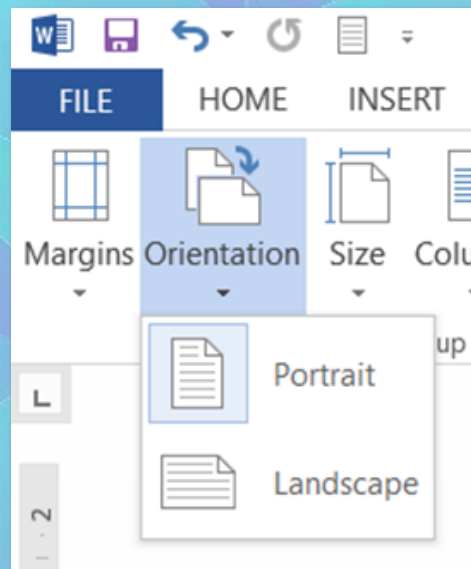 FILE HOME INSERT
Margins Orientation Size Colu
up
Portrait
L
Landscape
2